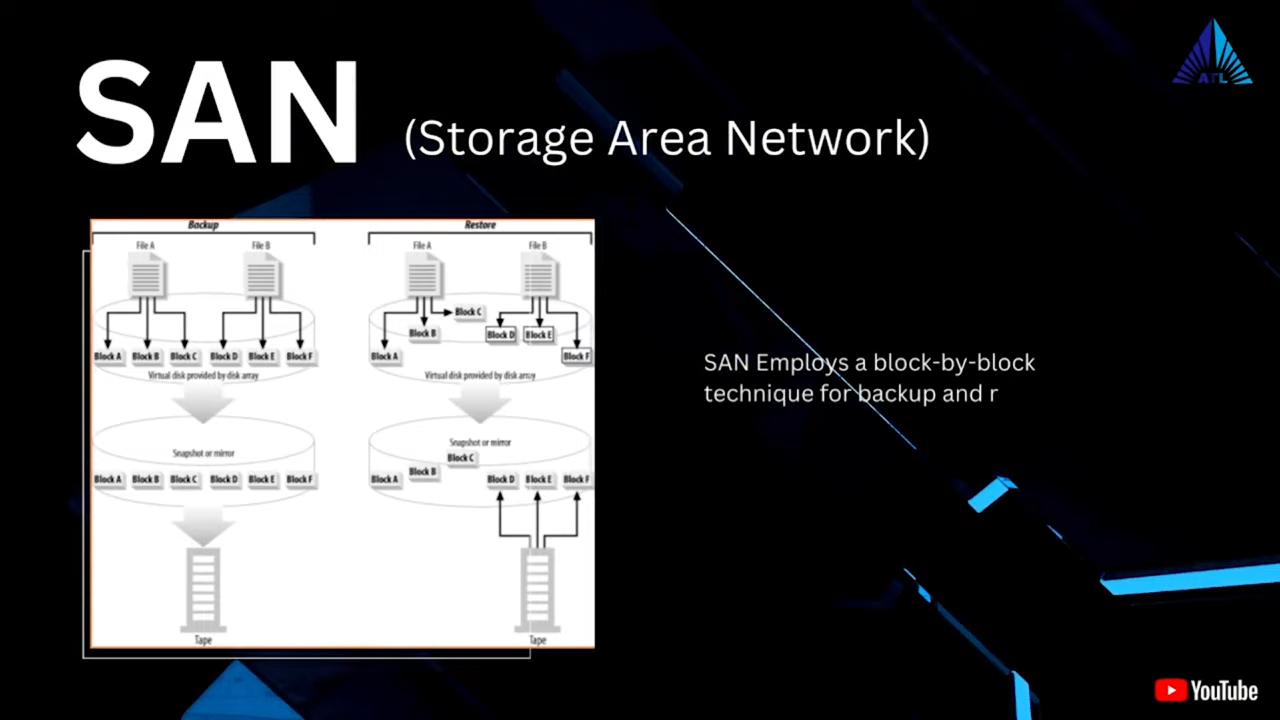 SAN (Storage Area Network)
ATL
Backup
File A File B
Block A Block B Block C Block D Block E Block F
Virtual disk provided by disk array
Snapshot or mirror
Block A Block B Block C Block D Block E Block F
Tape
Restore
File A File B
Block C
Block B Block D Block E
Block A Block F
Virtual disk provided by disk array
Snapshot or mirror
Block C
Block B
Block A Block D Block E Block F
Tape
SAN Employs a block-by-block
technique for backup and r
YouTube